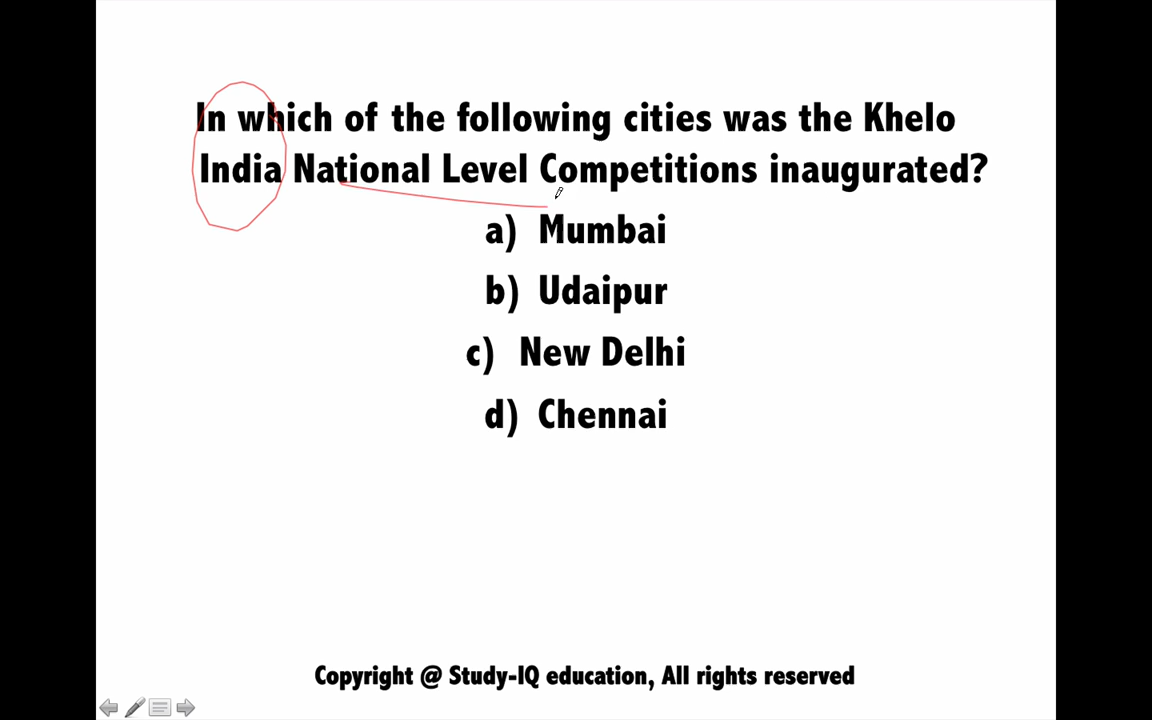 In which of the following cities was the Khelo
India National Level Competitions inaugurated?
a) Mumbai
b) Udaipur
c) New Delhi
d) Chennai
Copyright @ Study-IQ education, All rights reserved